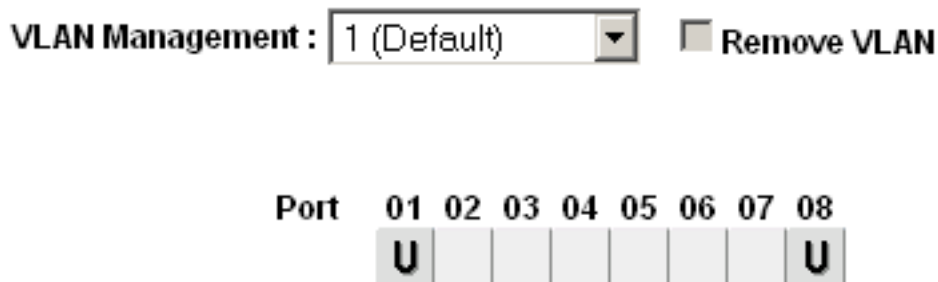 VLAN Management : 1 (Default) Remove VLAN
Port 01 02 03 04 05 06 07 08
U U